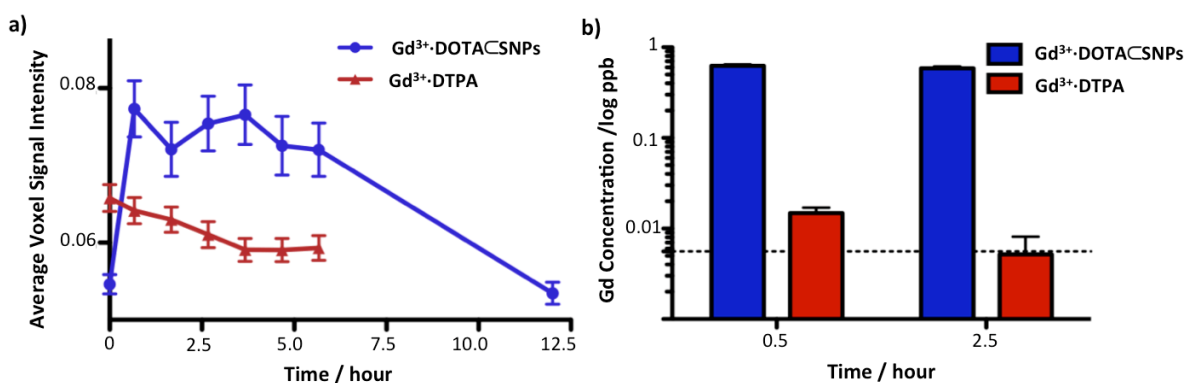 a)
Average Voxel Signal Intensity
0.08
0.06
Gd³⁺·DOTA⊂SNPs
Gd³⁺·DTPA
0 2.5 5.0 7.5 10.0 12.5
Time / hour
b)
Gd Concentration /log ppb
1
0.1
0.01
Gd³⁺·DOTA⊂SNPs
Gd³⁺·DTPA
0.5 2.5
Time / hour